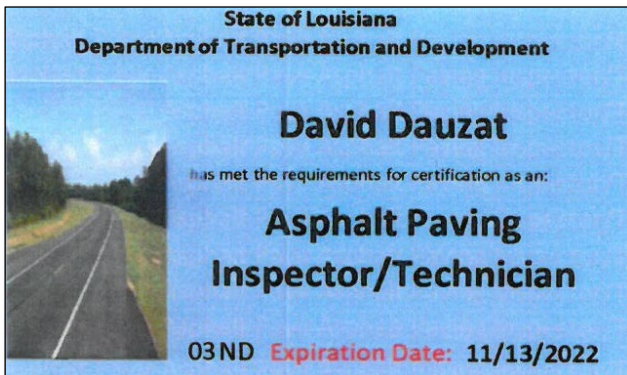 State of Louisiana
Department of Transportation and Development
David Dauzat
has met the requirements for certification as an:
Asphalt Paving
Inspector/Technician
03ND Expiration Date: 11/13/2022